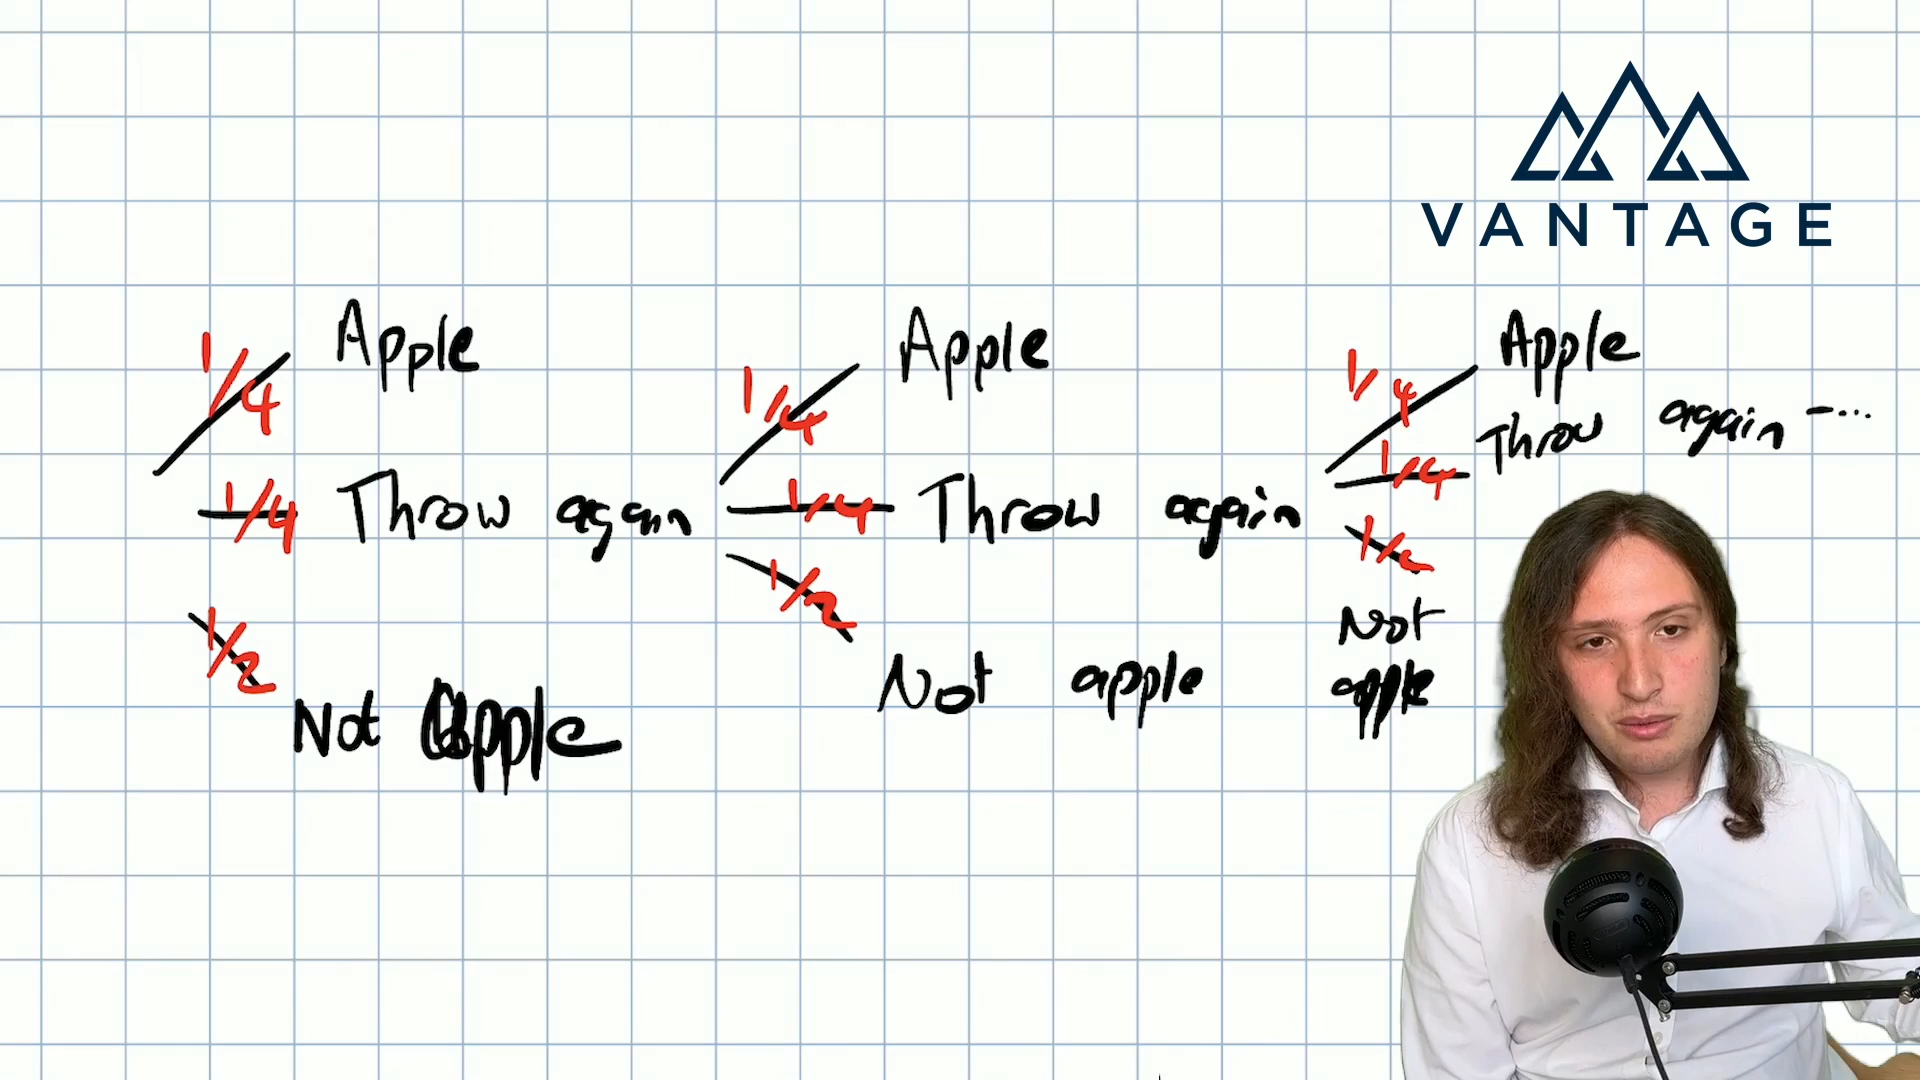 VANTAGE
1/4 Apple
1/4 Throw again
1/2 Not apple
1/4 Apple
1/4 Throw again
1/2 Not apple
1/4 Apple
1/4 Throw again -...
1/2
Not
apple